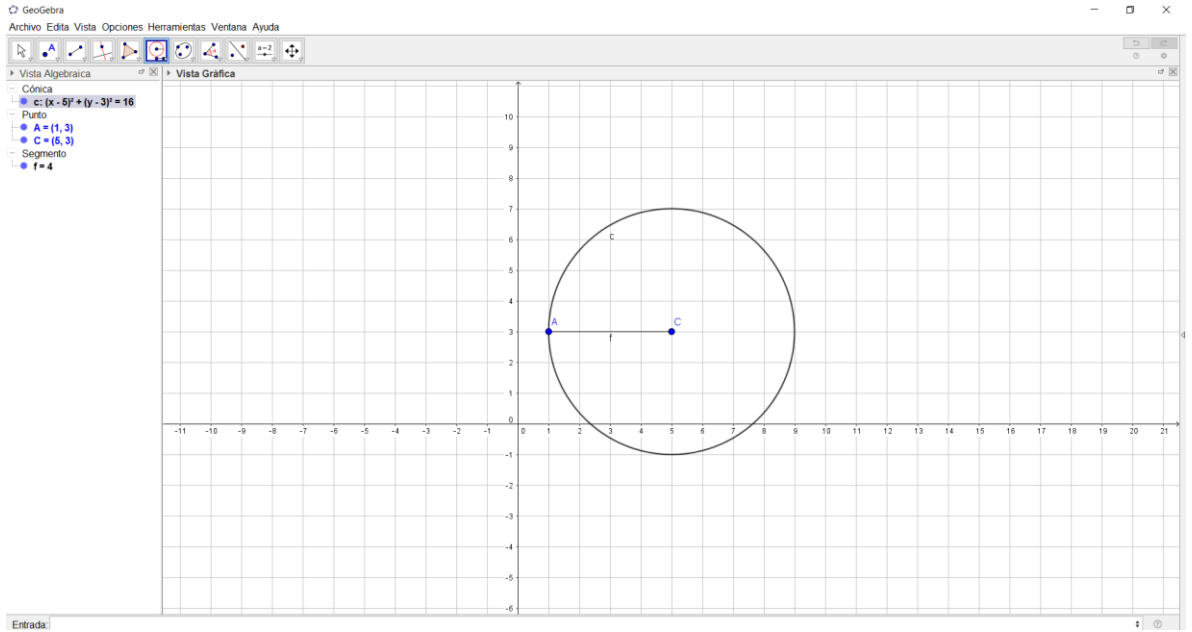 GeoGebra
Archivo Edita Vista Opciones Herramientas Ventana Ayuda
A a=2
Vista Algebraica
Vista Gráfica
Cónica
c: (x - 5)² + (y - 3)² = 16
Punto
A = (1, 3)
C = (5, 3)
Segmento
f = 4
10
9
8
7
6
c
5
4
A C
3
f
2
1
0
-11 -10 -9 -8 -7 -6 -5 -4 -3 -2 -1 0 1 2 3 4 5 6 7 8 9 10 11 12 13 14 15 16 17 18 19 20 21
-1
-2
-3
-4
-5
-6
Entrada: